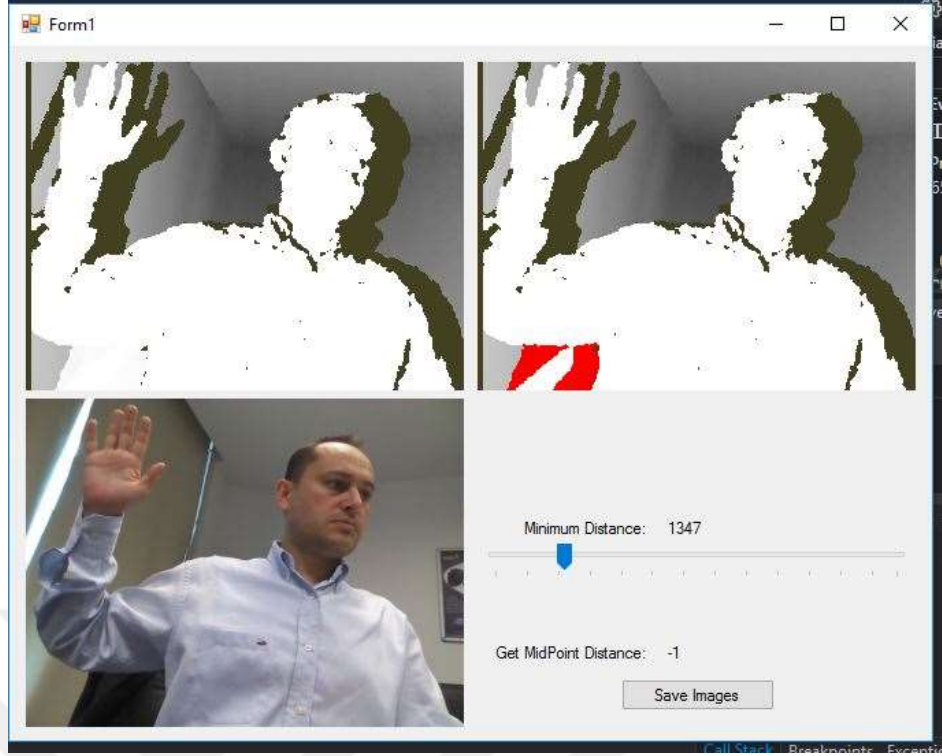 Form1
Minimum Distance: 1347
Get MidPoint Distance: -1
Save Images
Call Stack Breakpoints